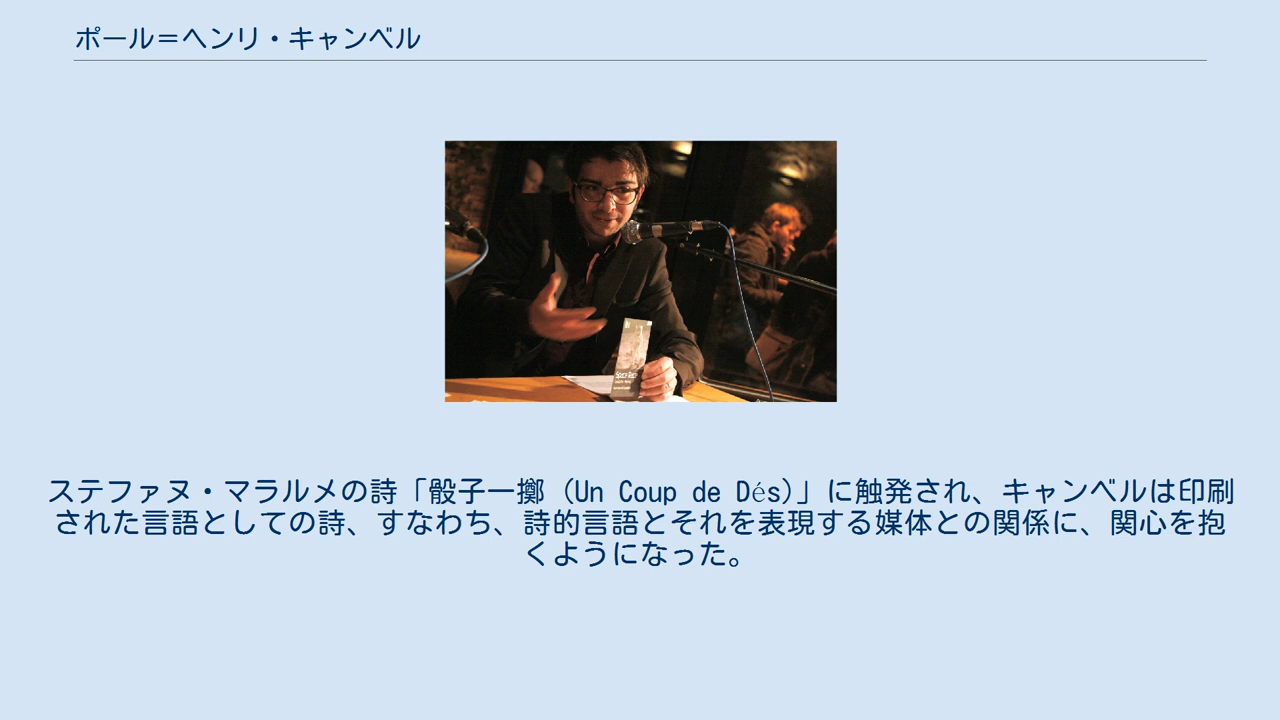 ポール＝ヘンリ・キャンベル
ステファヌ・マラルメの詩「骰子一擲（Un Coup de Dés)」に触発され、キャンベルは印刷
された言語としての詩、すなわち、詩的言語とそれを表現する媒体との関係に、関心を抱
くようになった。